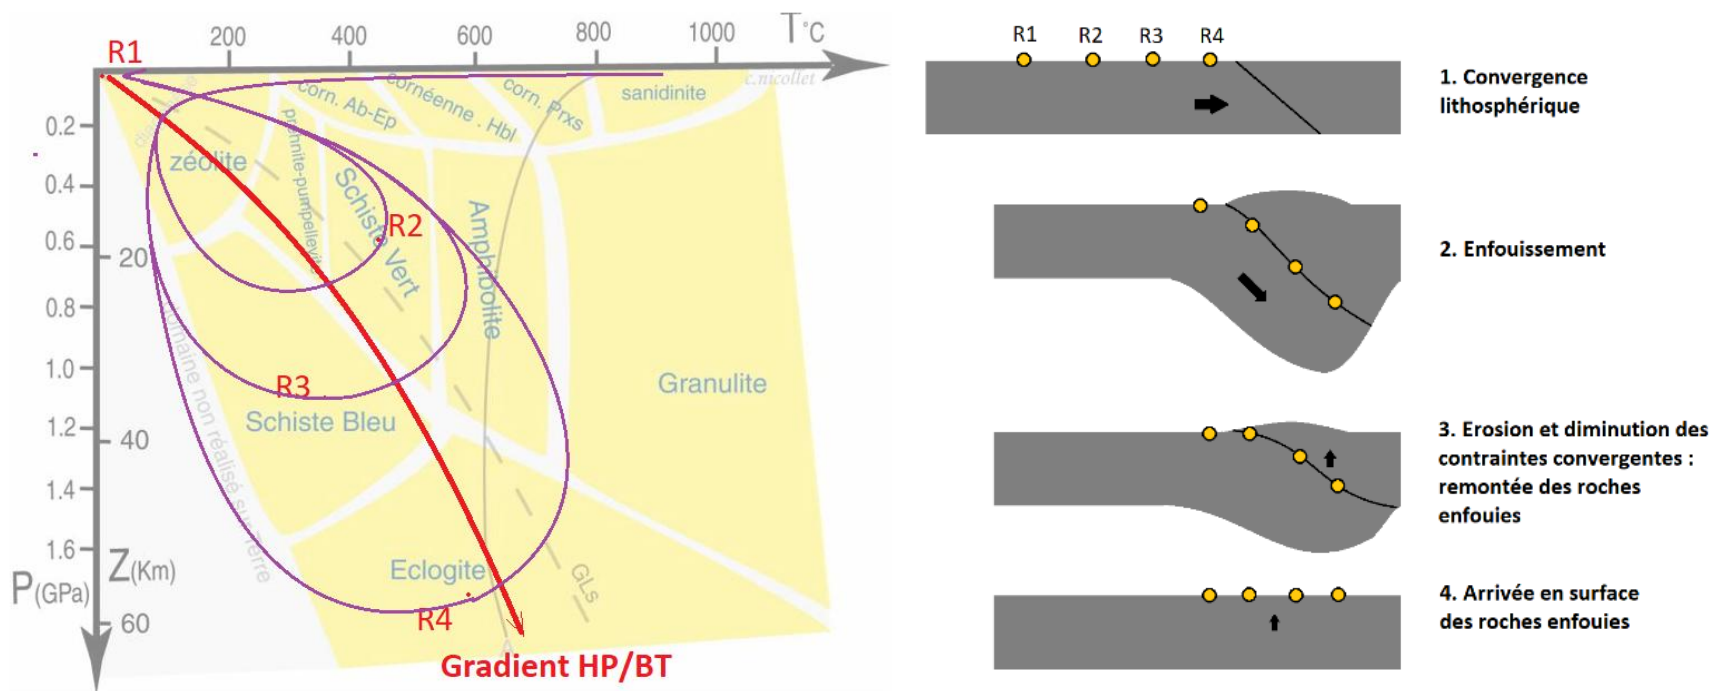 200 400 600 800 1000 T°C
R1
c.nicollet
corn. Ab-Ep
cornéenne . Hbl
corn. Prxs
sanidinite
0.2
zéolite
prehnite-pumpelleyite
Schiste Vert
Amphibolite
0.4
R2
0.6
20
0.8
1.0
R3
Granulite
Schiste Bleu
domaine non réalisé sur Terre
1.2
40
1.4
1.6
Eclogite
GLs
Z(Km)
P(GPa)
R4
60
Gradient HP/BT
R1 R2 R3 R4
1. Convergence
lithosphérique
2. Enfouissement
3. Erosion et diminution des
contraintes convergentes :
remontée des roches
enfouies
4. Arrivée en surface
des roches enfouies